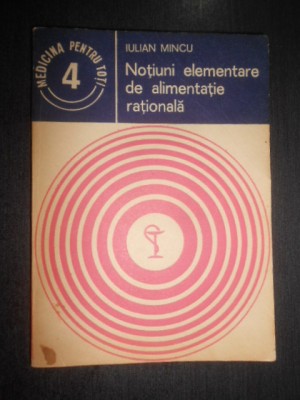 MEDICINA PENTRU TOȚI
4
IULIAN MINCU
Noțiuni elementare
de alimentație
rațională